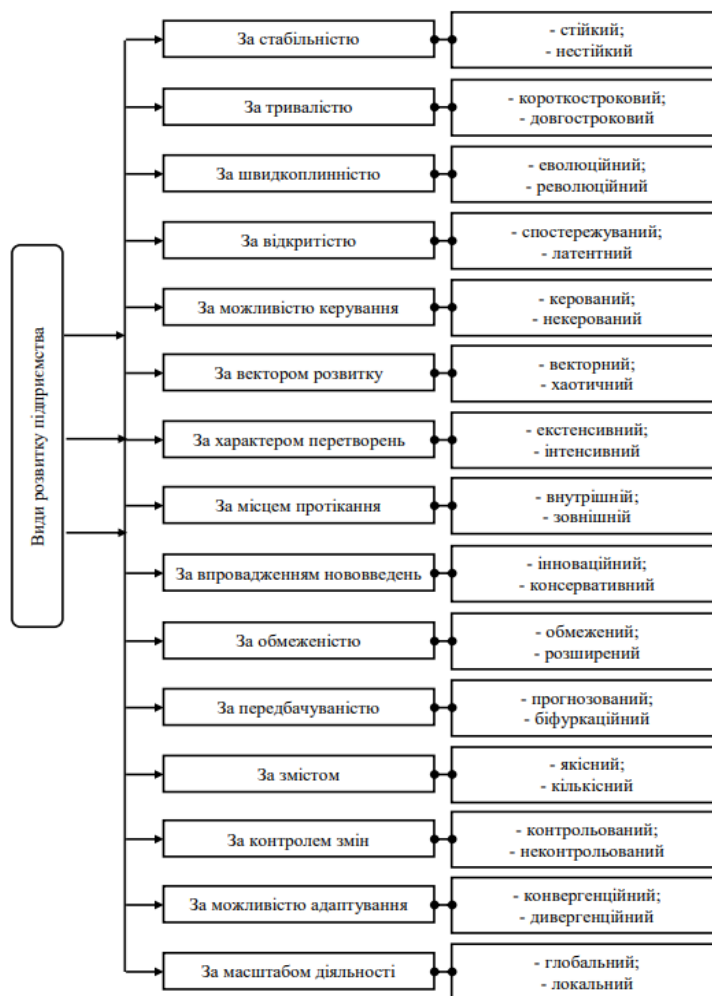 Види розвитку підприємства
За стабільністю
- стійкий;
- нестійкий
За тривалістю
- короткостроковий;
- довгостроковий
За швидкоплинністю
- еволюційний;
- революційний
За відкритістю
- спостережуваний;
- латентний
За можливістю керування
- керований;
- некерований
За вектором розвитку
- векторний;
- хаотичний
За характером перетворень
- екстенсивний;
- інтенсивний
За місцем протікання
- внутрішній;
- зовнішній
За впровадженням нововведень
- інноваційний;
- консервативний
За обмеженістю
- обмежений;
- розширений
За передбачуваністю
- прогнозований;
- біфуркаційний
За змістом
- якісний;
- кількісний
За контролем змін
- контрольований;
- неконтрольований
За можливістю адаптування
- конвергенційний;
- дивергенційний
За масштабом діяльності
- глобальний;
- локальний